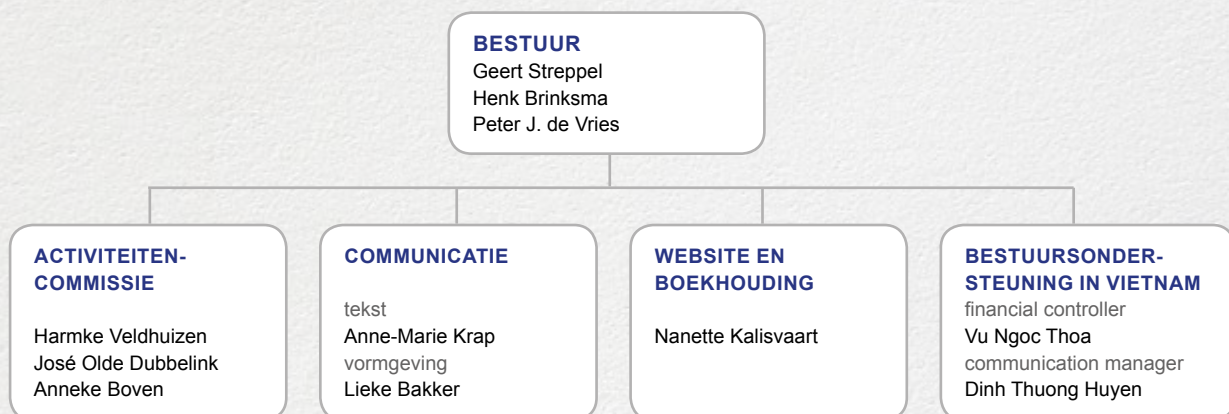 BESTUUR
Geert Streppel
Henk Brinksma
Peter J. de Vries
ACTIVITEITEN-
COMMISSIE
Harmke Veldhuizen
José Olde Dubbelink
Anneke Boven
COMMUNICATIE
tekst
Anne-Marie Krap
vormgeving
Lieke Bakker
WEBSITE EN
BOEKHOUDING
Nanette Kalisvaart
BESTUURSONDER-
STEUNING IN VIETNAM
financial controller
Vu Ngoc Thoa
communication manager
Dinh Thuong Huyen